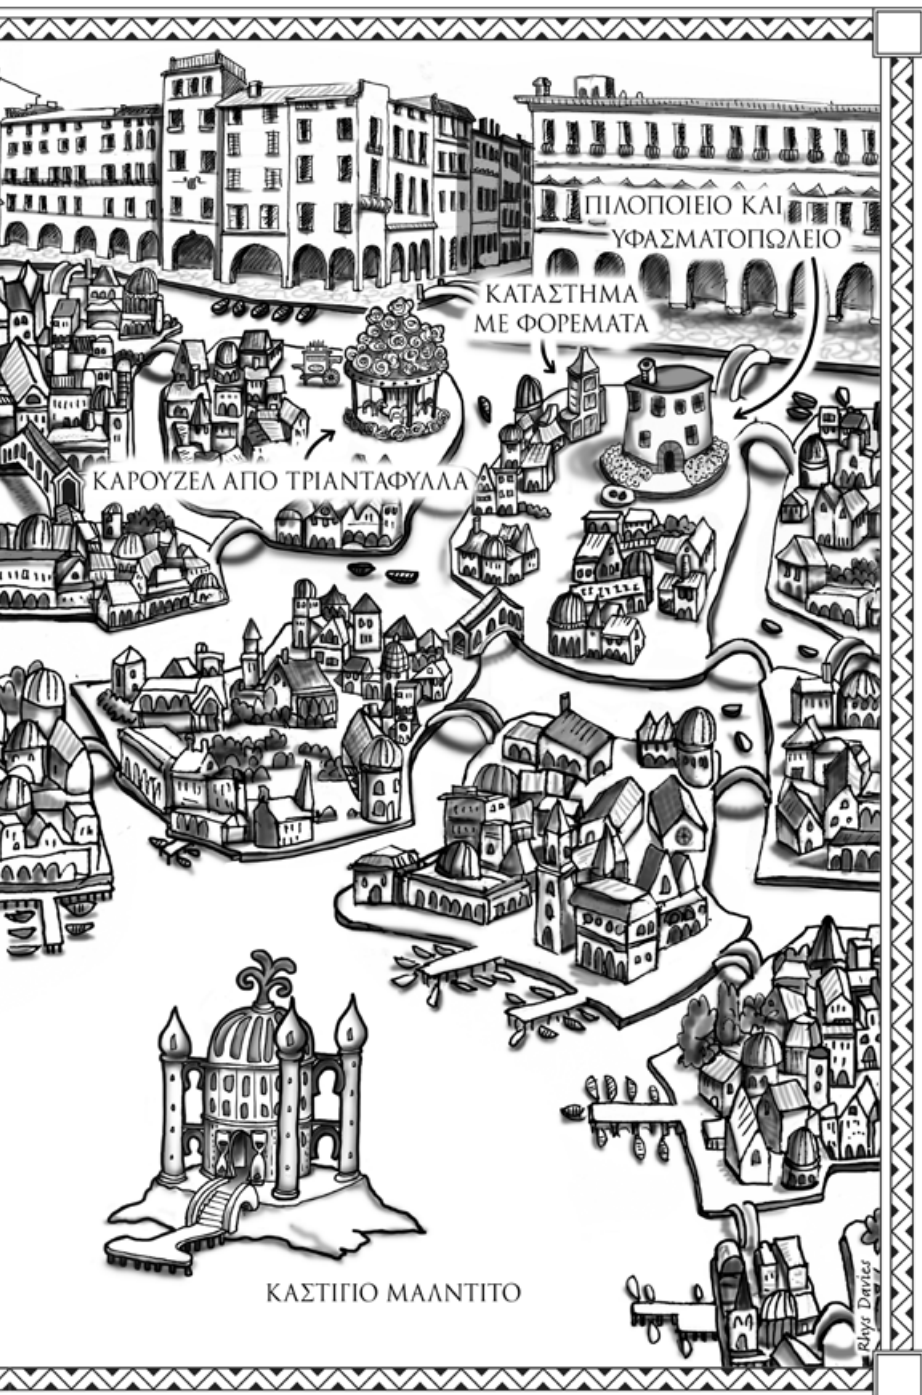 ΠΙΛΟΠΟΙΕΙΟ ΚΑΙ
ΥΦΑΣΜΑΤΟΠΩΛΕΙΟ
ΚΑΤΑΣΤΗΜΑ
ΜΕ ΦΟΡΕΜΑΤΑ
ΚΑΡΟΥΖΕΛ ΑΠΟ ΤΡΙΑΝΤΑΦΥΛΛΑ
ΚΑΣΤΙΓΙΟ ΜΑΛΝΤΙΤΟ
Rhys Davies